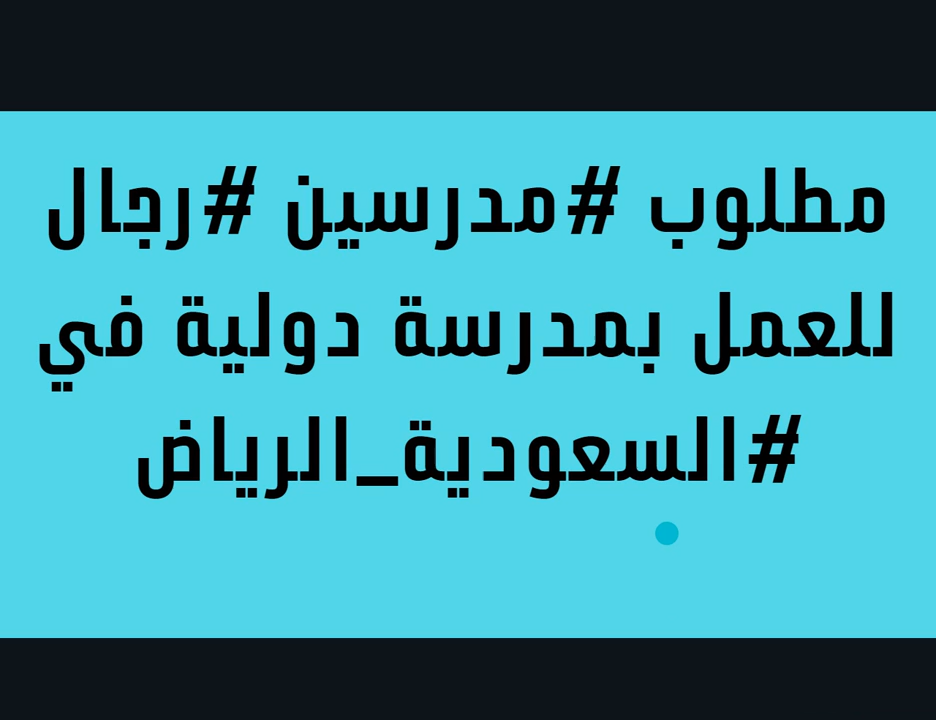 مطلوب #مدرسين #رجال
للعمل بمدرسة دولية في
#السعودية_الرياض